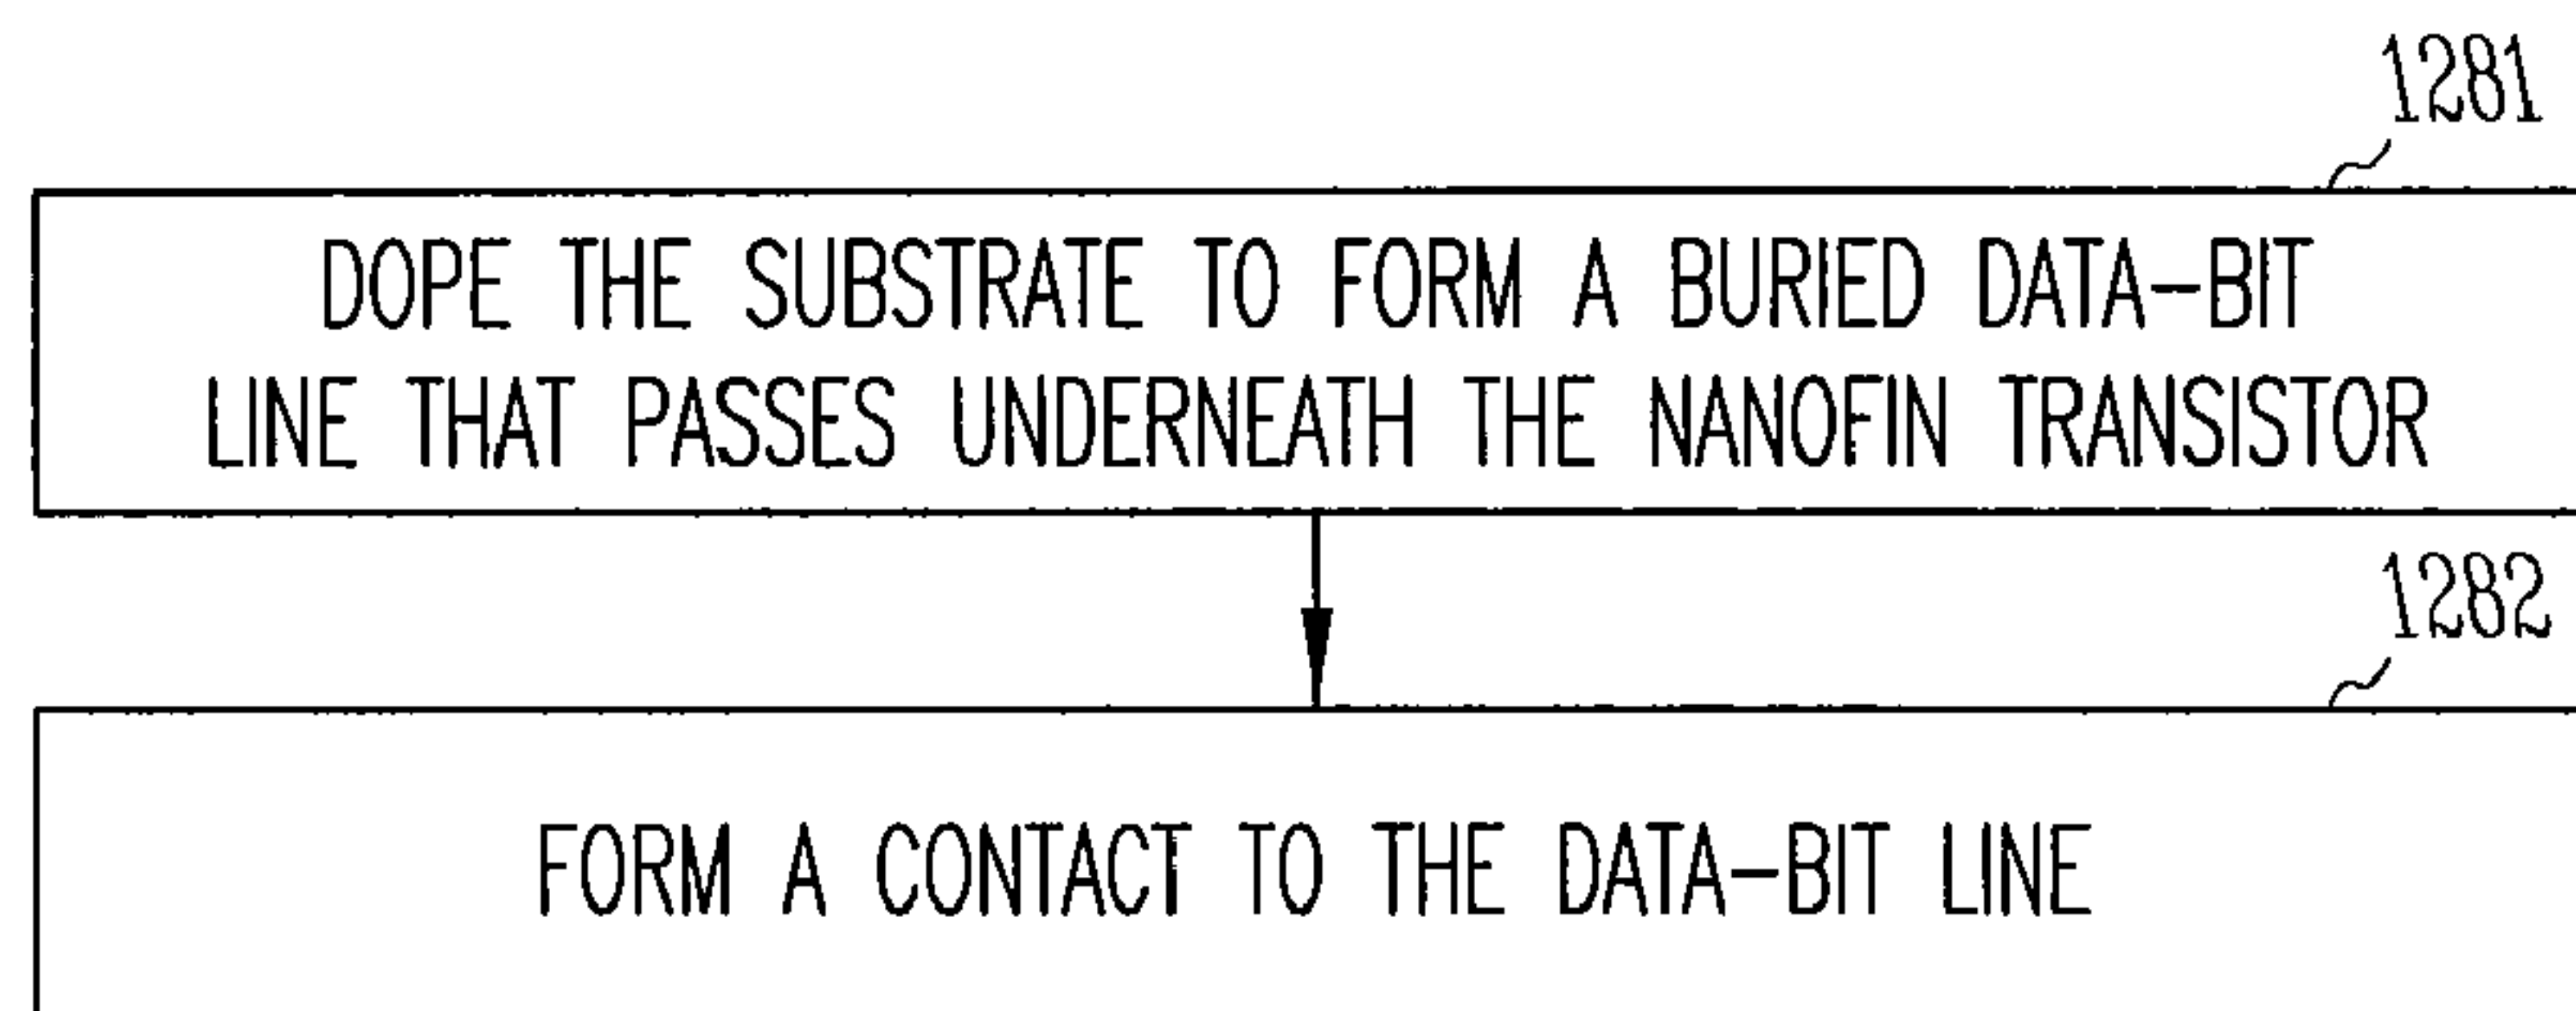 1281
DOPE THE SUBSTRATE TO FORM A BURIED DATA-BIT
LINE THAT PASSES UNDERNEATH THE NANOFIN TRANSISTOR
1282
FORM A CONTACT TO THE DATA-BIT LINE